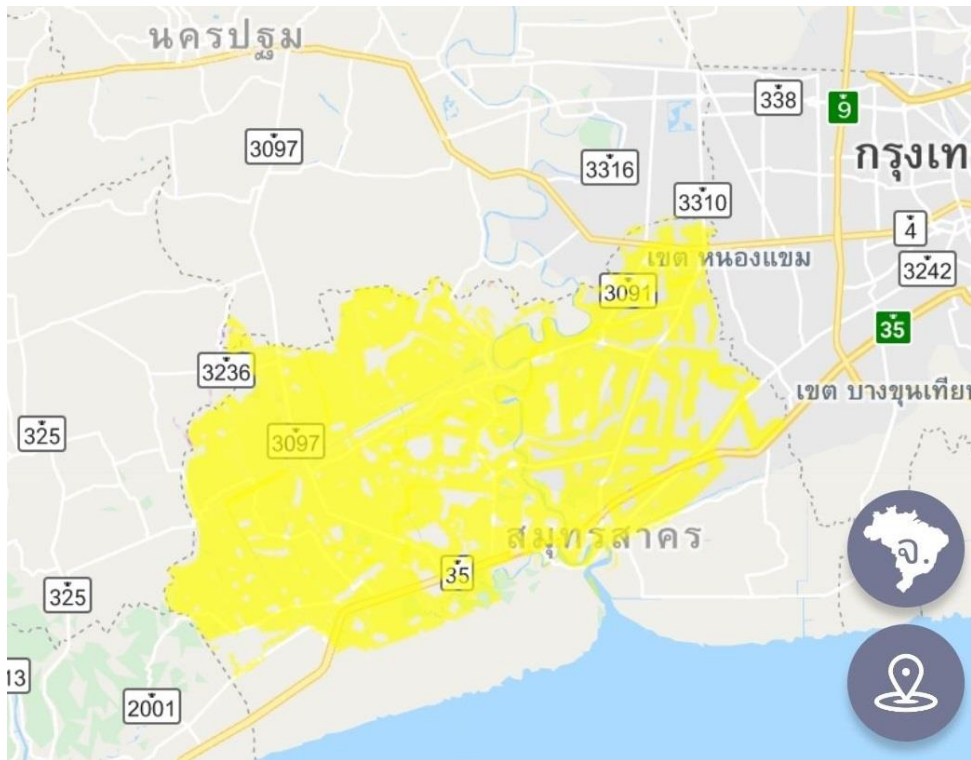 นครปฐม
338
9
3097
กรุงเท
3316
3310
4
เขต หนองแขม
3242
3091
35
3236
เขต บางขุนเทียน
325
3097
สมุทรสาคร
35
325
จ.
13
2001